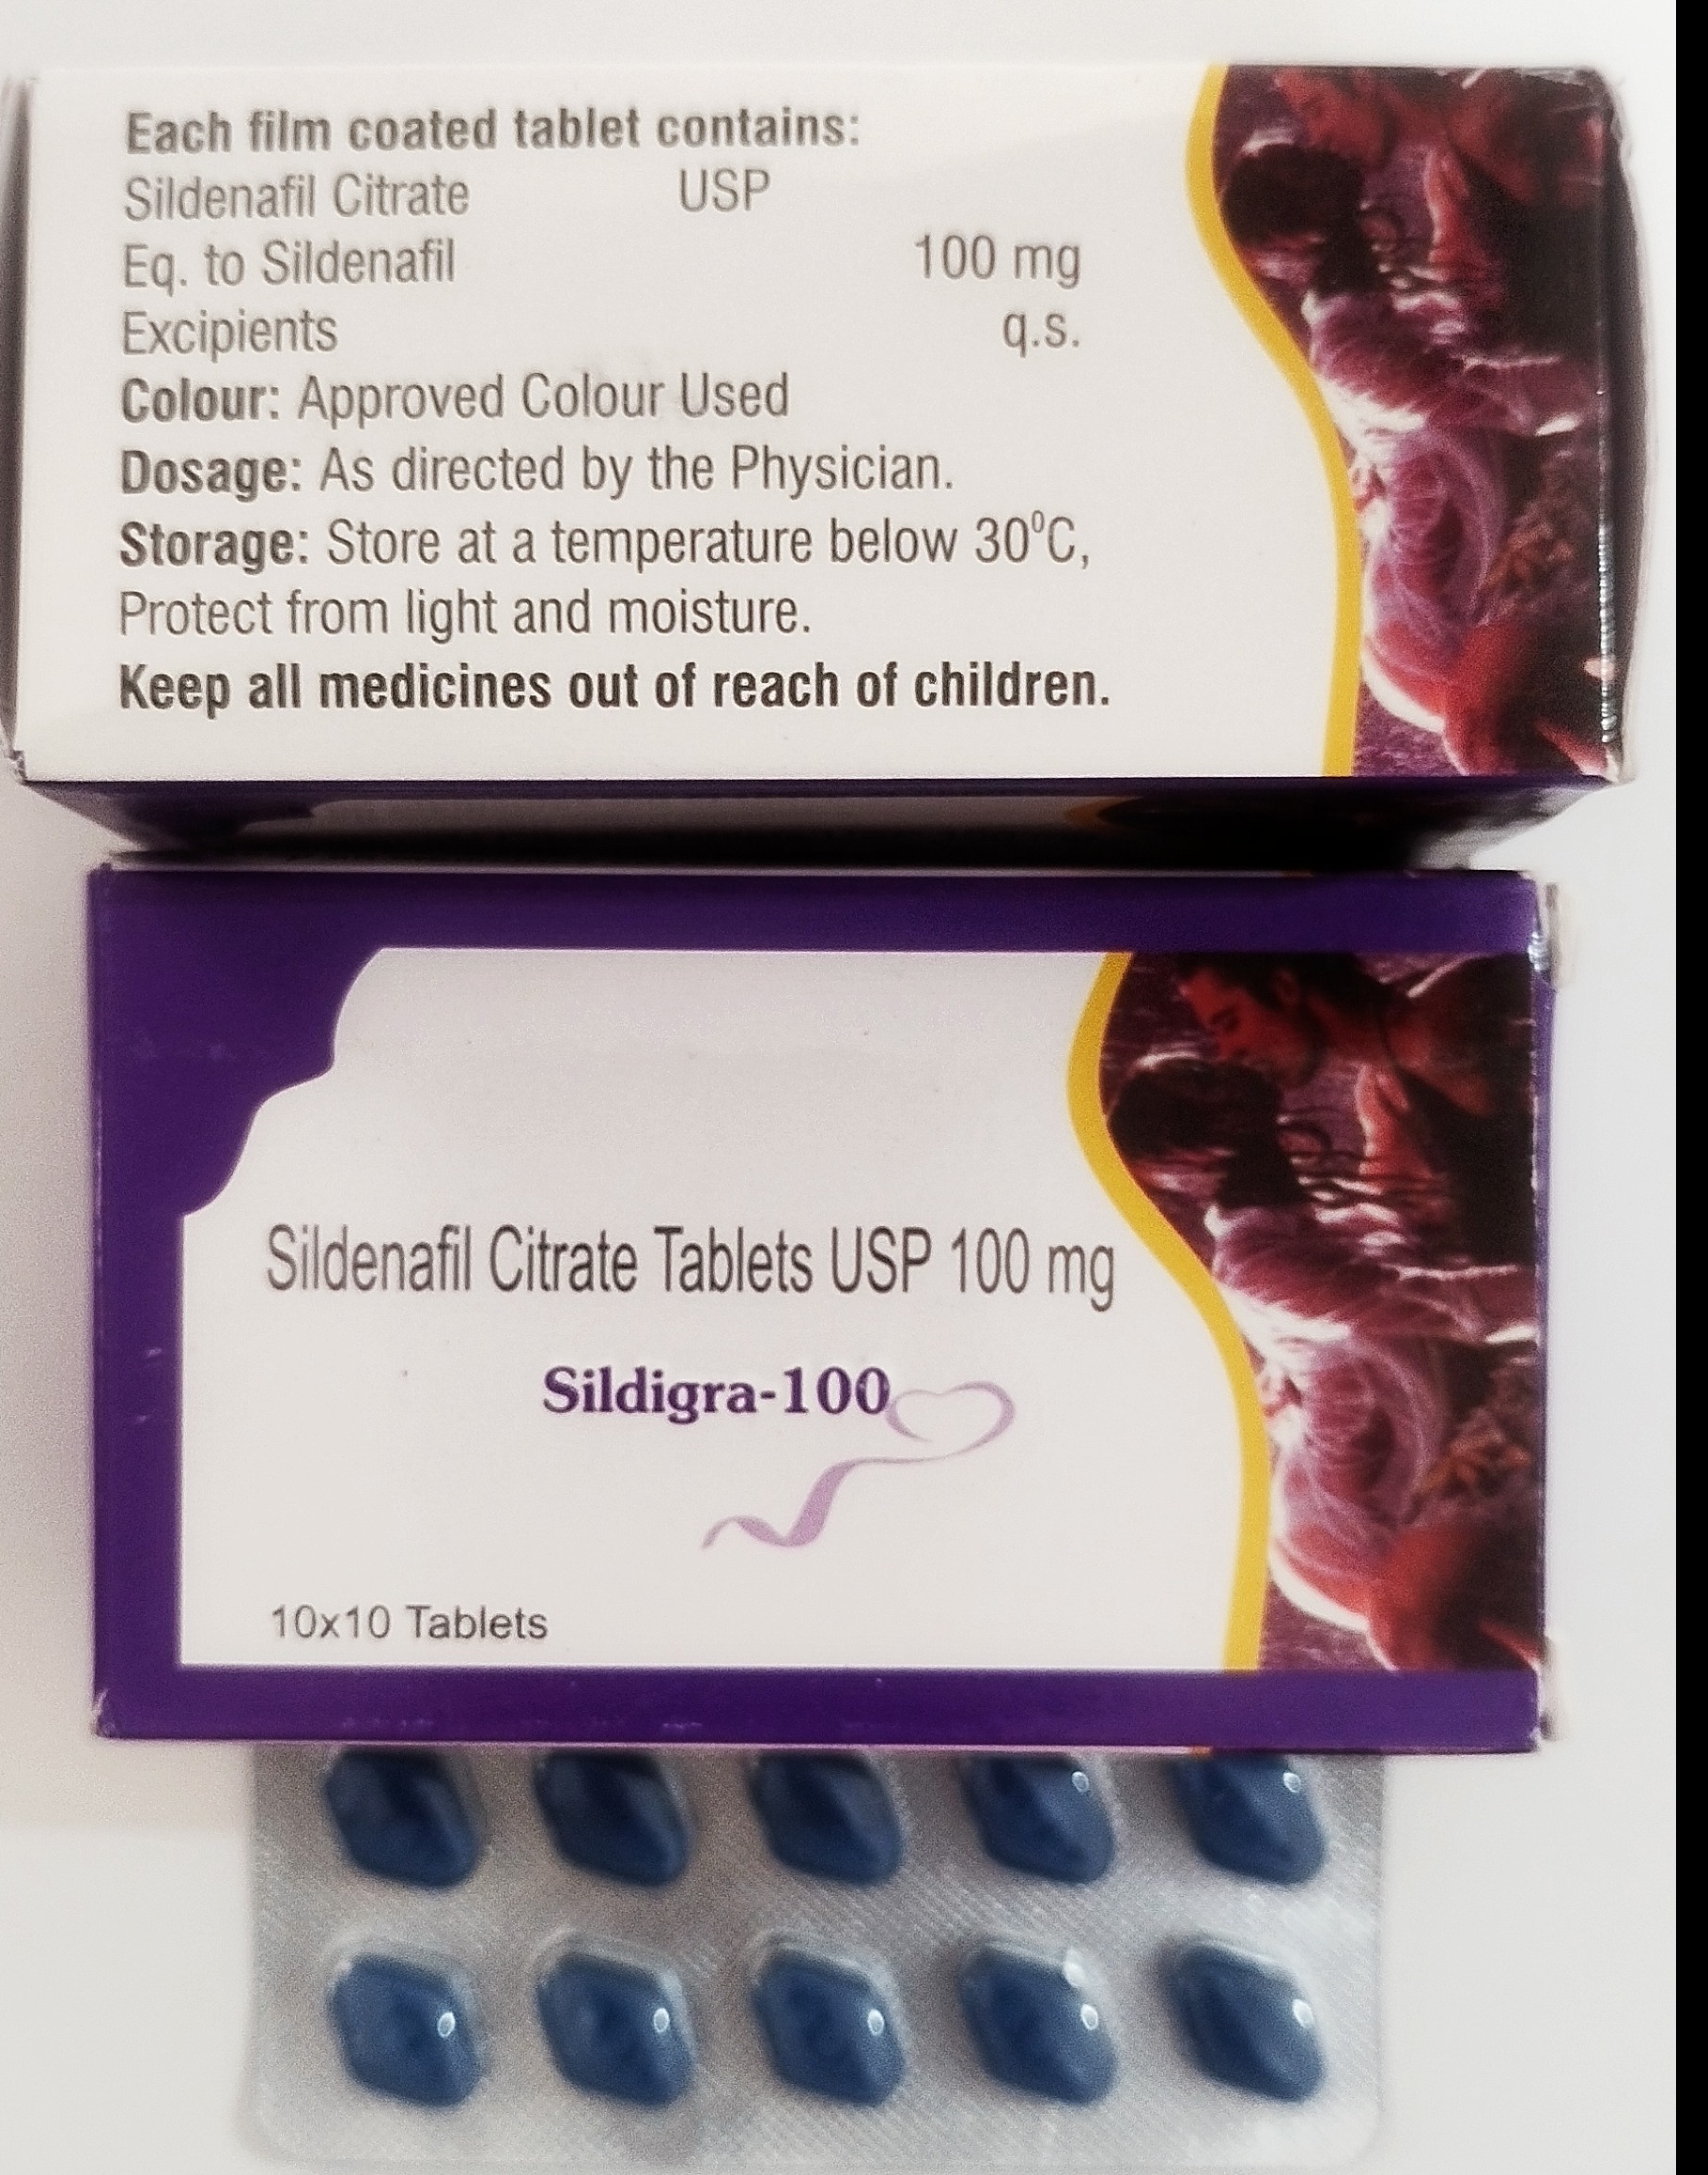 Each film coated tablet contains:
Sildenafil Citrate USP
Eq. to Sildenafil 100 mg
Excipients q.s.
Colour: Approved Colour Used
Dosage: As directed by the Physician.
Storage: Store at a temperature below 30⁰C,
Protect from light and moisture.
Keep all medicines out of reach of children.
Sildenafil Citrate Tablets USP 100 mg
Sildigra-100
10x10 Tablets